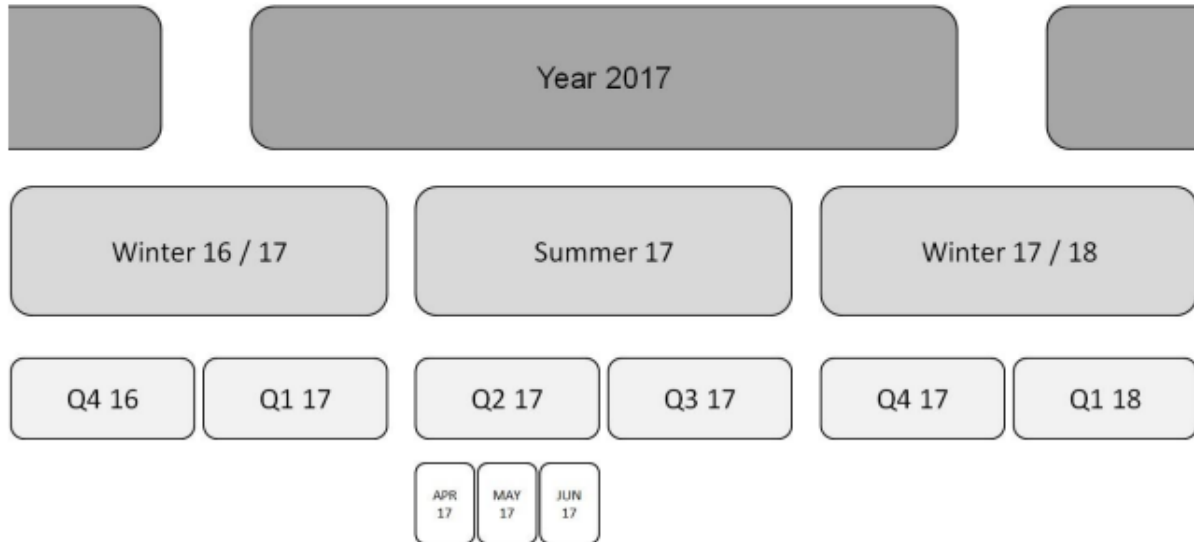 Year 2017
Winter 16 / 17
Summer 17
Winter 17 / 18
Q4 16
Q1 17
Q2 17
Q3 17
Q4 17
Q1 18
APR
17
MAY
17
JUN
17